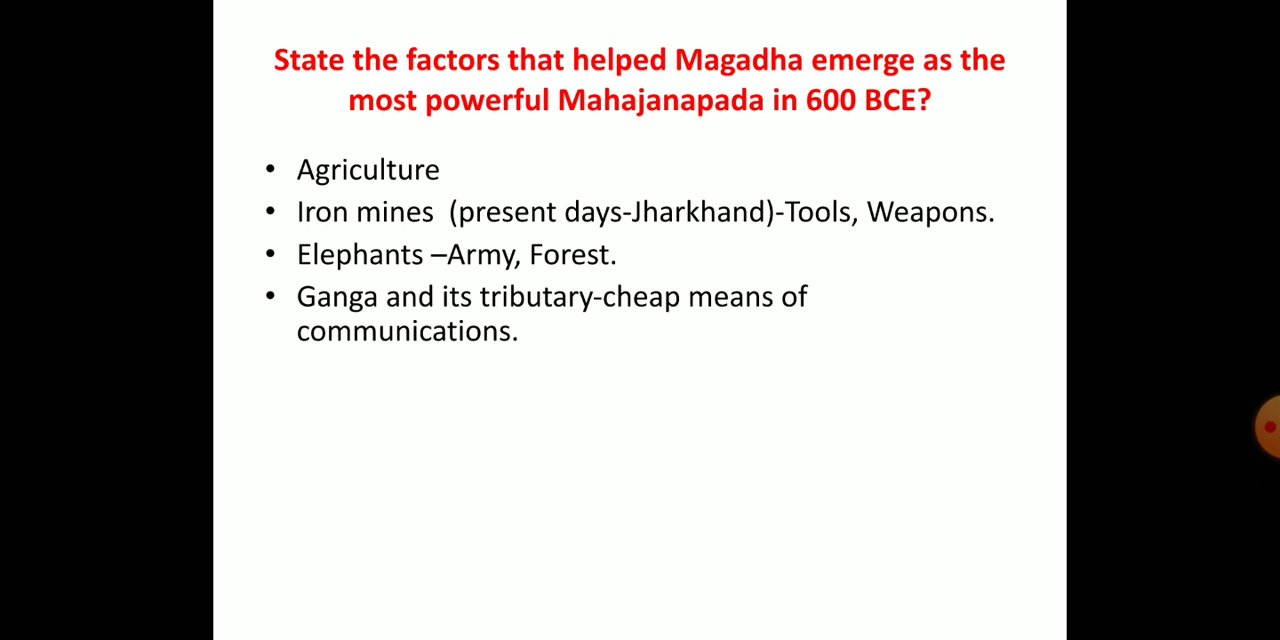 State the factors that helped Magadha emerge as the
most powerful Mahajanapada in 600 BCE?
• Agriculture
• Iron mines  (present days-Jharkhand)-Tools, Weapons.
• Elephants –Army, Forest.
• Ganga and its tributary-cheap means of
communications.